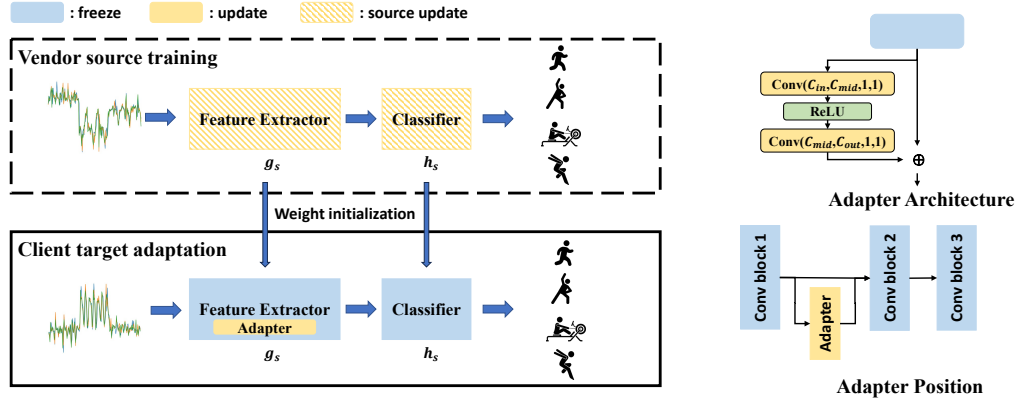 : freeze : update : source update
Vendor source training
Feature Extractor
Classifier
g_s
h_s
Weight initialization
Client target adaptation
Feature Extractor
Adapter
Classifier
g_s
h_s
Conv(C_in,C_mid,1,1)
ReLU
Conv(C_mid,C_out,1,1)
⊕
Adapter Architecture
Conv block 1
Adapter
Conv block 2
Conv block 3
Adapter Position